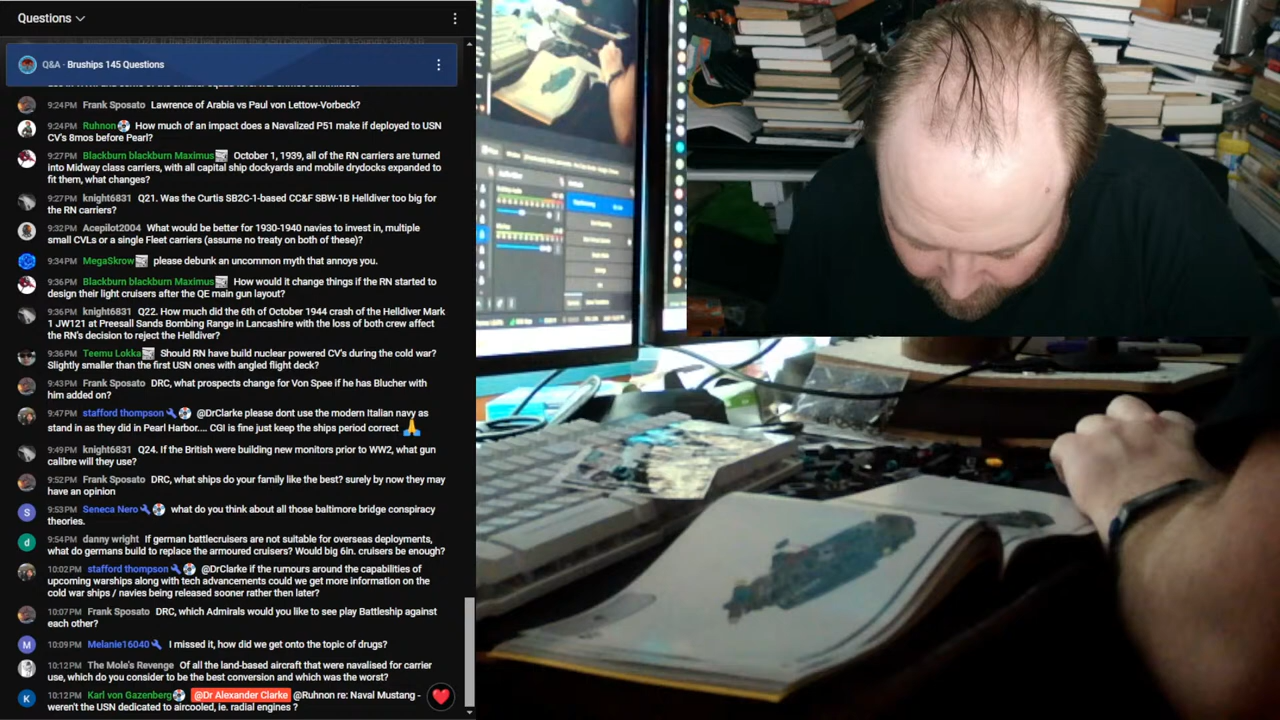 Questions
Q&A · Bruships 145 Questions
9:24PM Frank Sposato Lawrence of Arabia vs Paul von Lettow-Vorbeck?
9:24PM Ruhnon How much of an impact does a Navalized P51 make if deployed to USN
CV's 8mos before Pearl?
9:27PM Blackburn blackburn Maximus October 1, 1939, all of the RN carriers are turned
into Midway class carriers, with all capital ship dockyards and mobile drydocks expanded to
fit them, what changes?
9:27PM knight6831 Q21. Was the Curtis SB2C-1-based CC&F SBW-1B Helldiver too big for
the RN carriers?
9:32PM Acepilot2004 What would be better for 1930-1940 navies to invest in, multiple
small CVLs or a single Fleet carriers (assume no treaty on both of these)?
9:34PM MegaSkrow please debunk an uncommon myth that annoys you.
9:36PM Blackburn blackburn Maximus How would it change things if the RN started to
design their light cruisers after the QE main gun layout?
9:36PM knight6831 Q22. How much did the 6th of October 1944 crash of the Helldiver Mark
1 JW121 at Preesall Sands Bombing Range in Lancashire with the loss of both crew affect
the RN's decision to reject the Helldiver?
9:36PM Teemu Lokka Should RN have build nuclear powered CV's during the cold war?
Slightly smaller than the first USN ones with angled flight deck?
9:43PM Frank Sposato DRC, what prospects change for Von Spee if he has Blucher with
him added on?
9:47PM stafford thompson @DrClarke please dont use the modern Italian navy as
stand in as they did in Pearl Harbor.... CGI is fine just keep the ships period correct 🙏
9:49PM knight6831 Q24. If the British were building new monitors prior to WW2, what gun
calibre will they use?
9:52PM Frank Sposato DRC, what ships do your family like the best? surely by now they may
have an opinion
9:53PM Seneca Nero what do you think about all those baltimore bridge conspiracy
theories.
9:54PM danny wright If german battlecruisers are not suitable for overseas deployments,
what do germans build to replace the armoured cruisers? Would big 6in. cruisers be enough?
10:02PM stafford thompson @DrClarke if the rumours around the capabilities of
upcoming warships along with tech advancements could we get more information on the
cold war ships / navies being released sooner rather then later?
10:07PM Frank Sposato DRC, which Admirals would you like to see play Battleship against
each other?
10:09PM Melanie16040 I missed it, how did we get onto the topic of drugs?
10:12PM The Mole's Revenge Of all the land-based aircraft that were navalised for carrier
use, which do you consider to be the best conversion and which was the worst?
10:12PM Karl von Gazenberg @Dr Alexander Clarke @Ruhnon re: Naval Mustang -
weren't the USN dedicated to aircooled, ie. radial engines ?